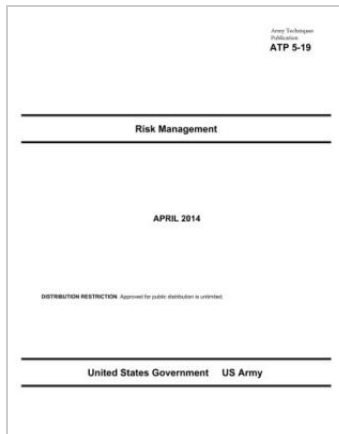 Army Techniques
Publication
ATP 5-19
Risk Management
APRIL 2014
DISTRIBUTION RESTRICTION. Approved for public distribution is unlimited.
United States Government US Army